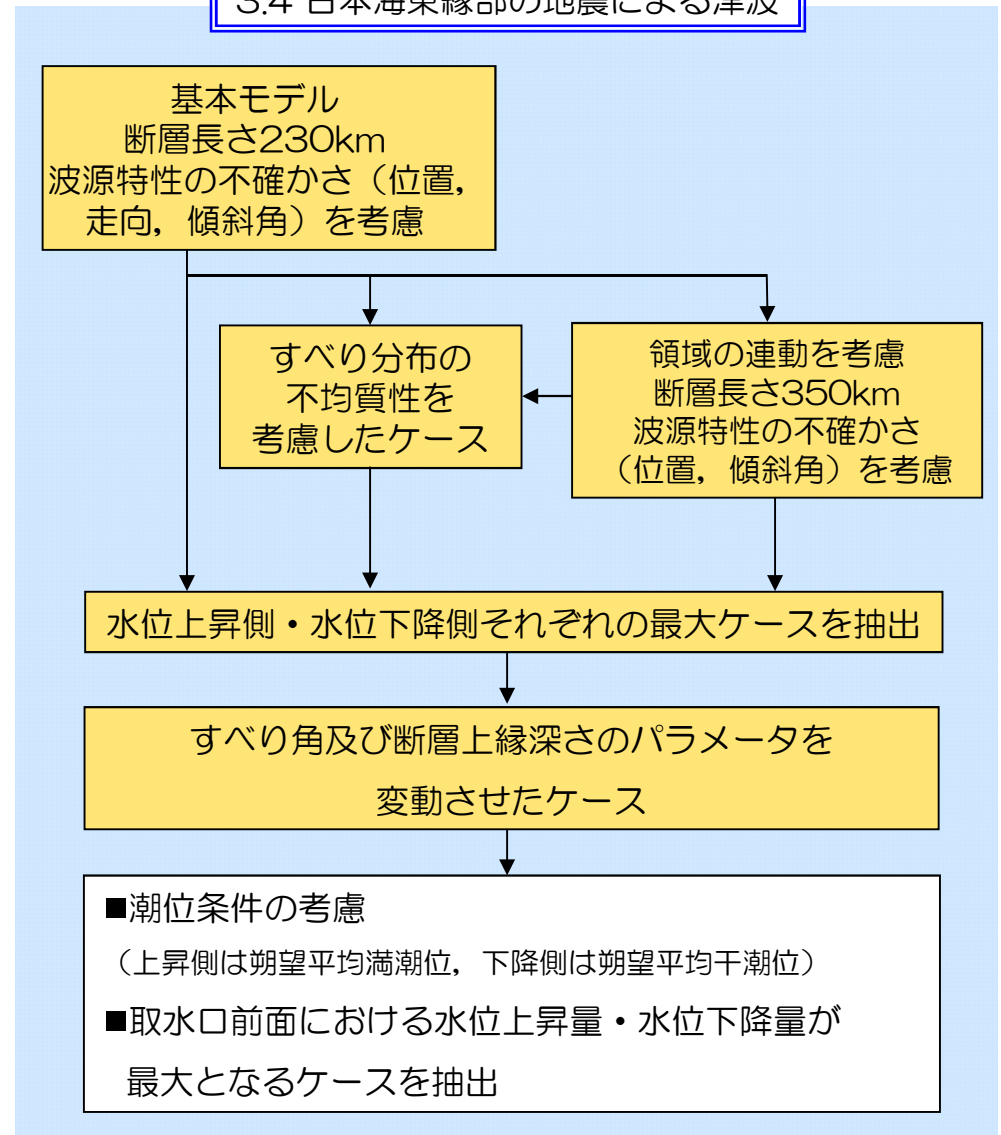 3.4 日本海東縁部の地震による津波
基本モデル
断層長さ230km
波源特性の不確かさ（位置，
走向，傾斜角）を考慮
すべり分布の
不均質性を
考慮したケース
領域の連動を考慮
断層長さ350km
波源特性の不確かさ
（位置，傾斜角）を考慮
水位上昇側・水位下降側それぞれの最大ケースを抽出
すべり角及び断層上縁深さのパラメータを
変動させたケース
■潮位条件の考慮
（上昇側は朔望平均満潮位，下降側は朔望平均干潮位）
■取水口前面における水位上昇量・水位下降量が
最大となるケースを抽出